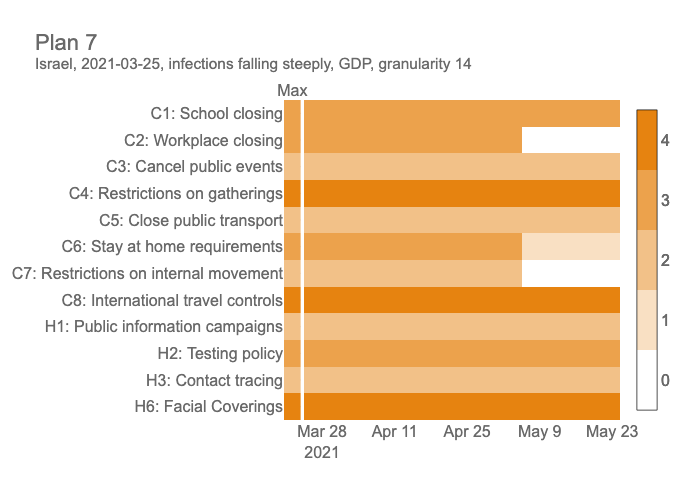 Plan 7
Israel, 2021-03-25, infections falling steeply, GDP, granularity 14
Max
C1: School closing
C2: Workplace closing
C3: Cancel public events
C4: Restrictions on gatherings
C5: Close public transport
C6: Stay at home requirements
C7: Restrictions on internal movement
C8: International travel controls
H1: Public information campaigns
H2: Testing policy
H3: Contact tracing
H6: Facial Coverings
4
3
2
1
0
Mar 28 Apr 11 Apr 25 May 9 May 23
2021